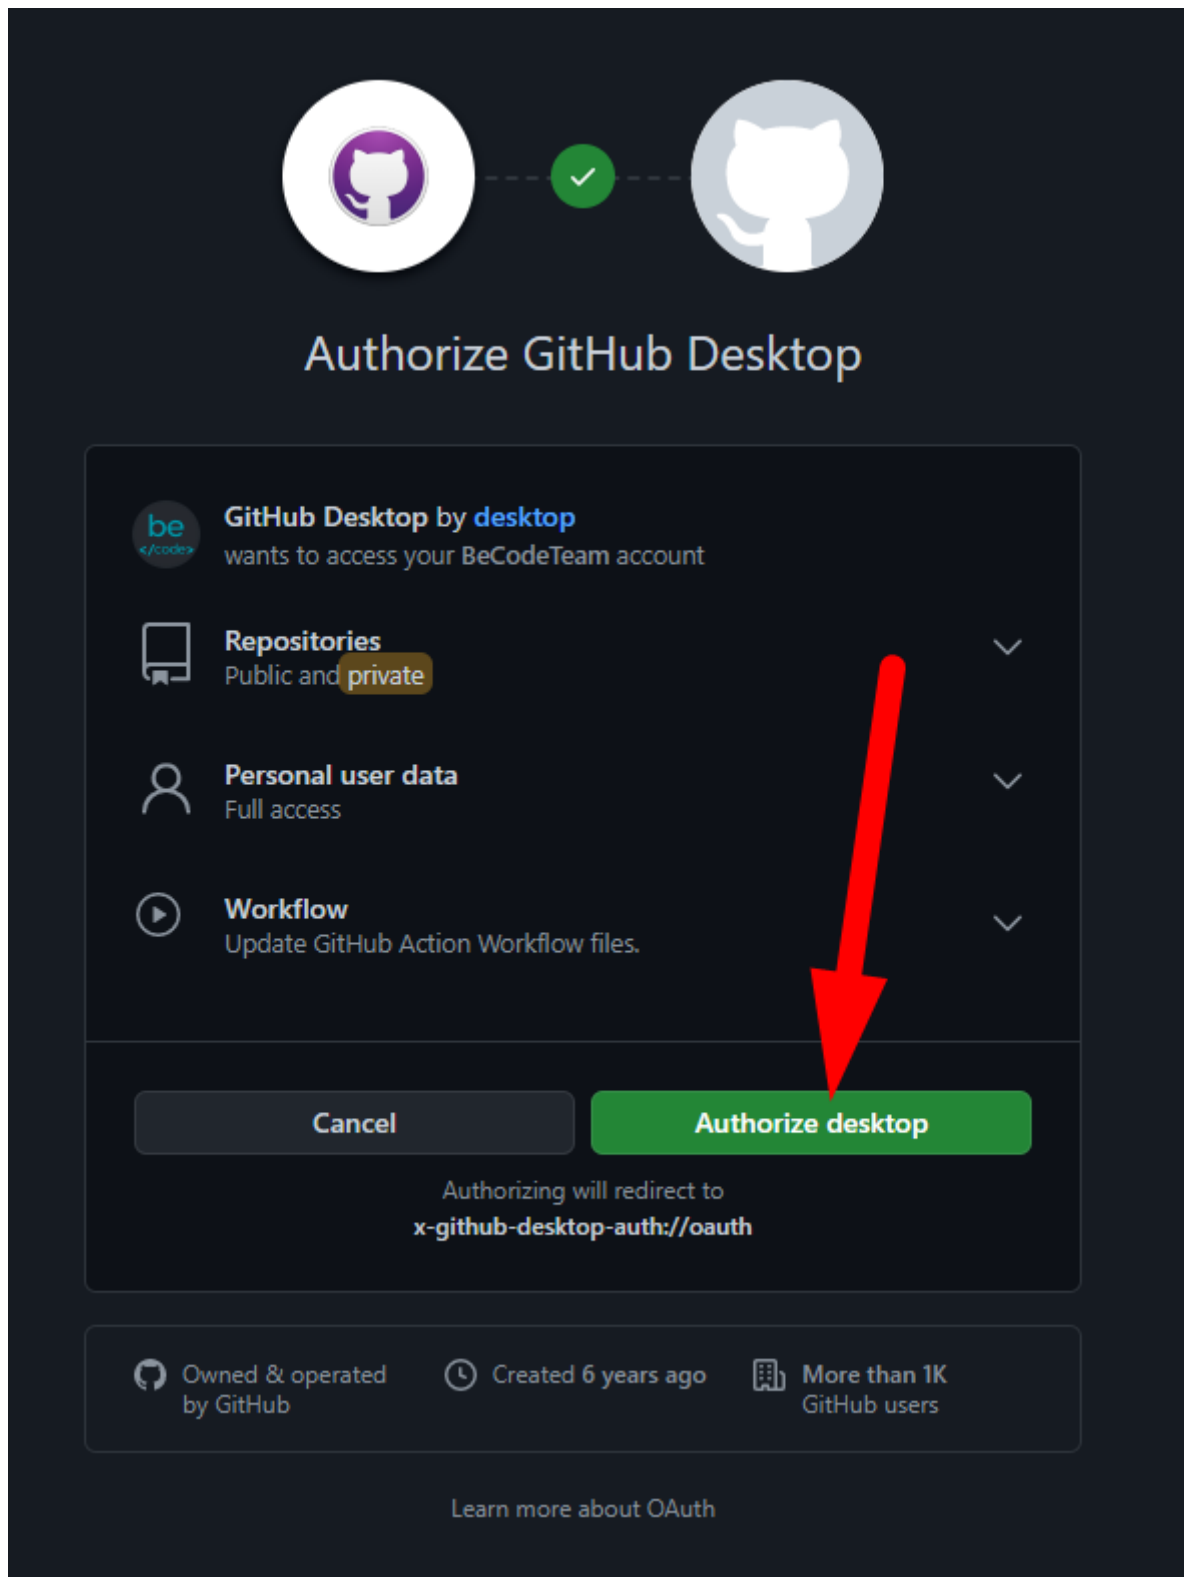 Authorize GitHub Desktop
be
</code>
GitHub Desktop by desktop
wants to access your BeCodeTeam account
Repositories
Public and private
Personal user data
Full access
Workflow
Update GitHub Action Workflow files.
Cancel
Authorize desktop
Authorizing will redirect to
x-github-desktop-auth://oauth
Owned & operated
by GitHub
Created 6 years ago
More than 1K
GitHub users
Learn more about OAuth